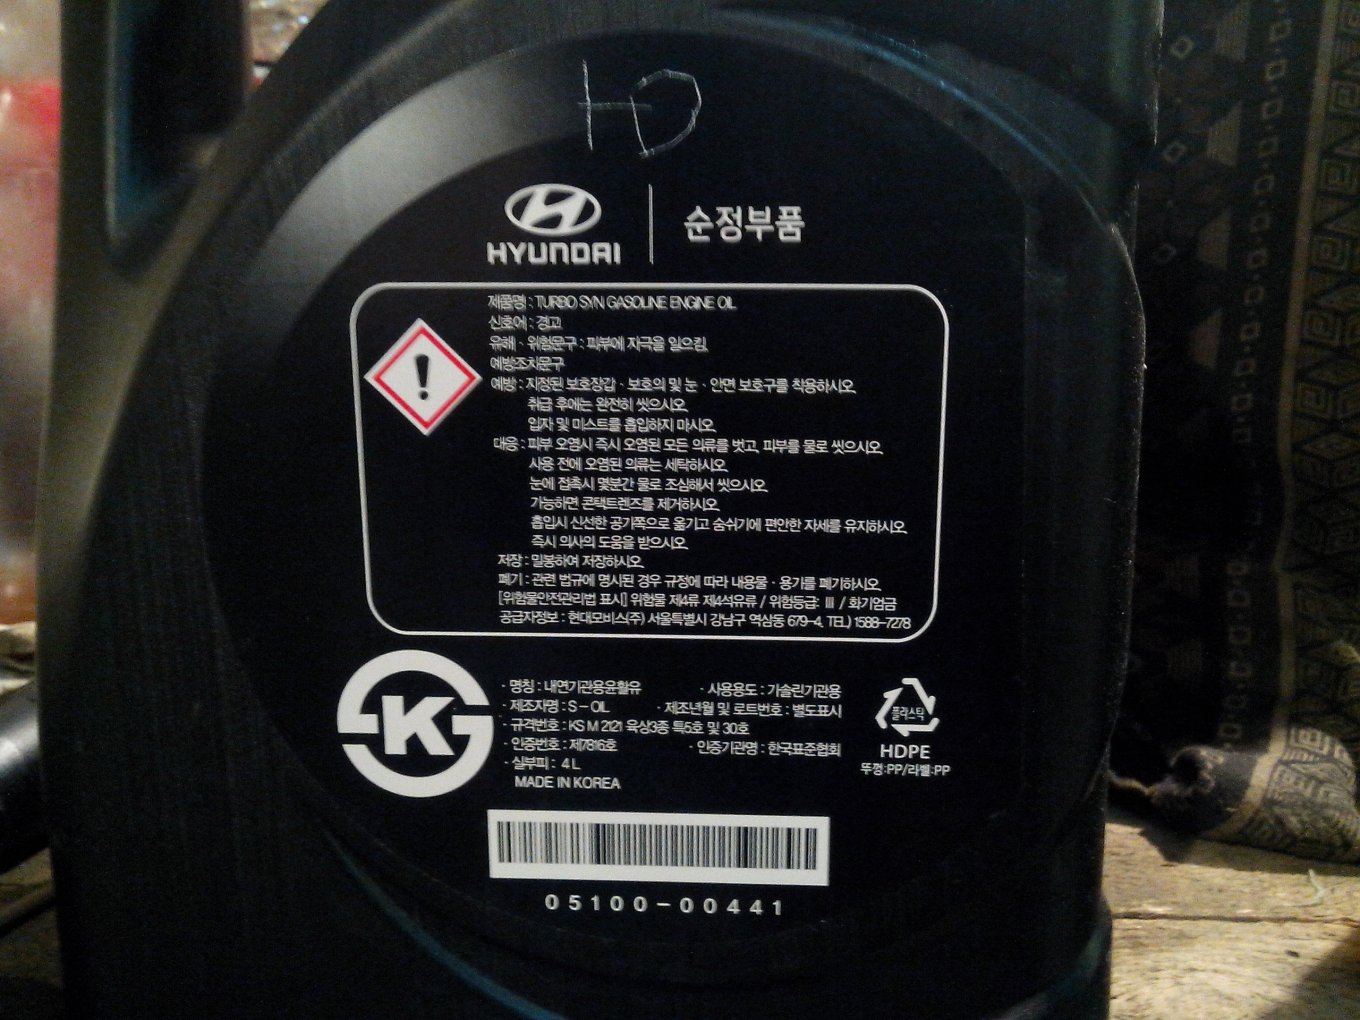 HYUNDAI 순정부품
제품명 : TURBO SYN GASOLINE ENGINE OIL
신호어 : 경고
유해 · 위험문구 : 피부에 자극을 일으킴.
예방조치문구
예방 : 지정된 보호장갑 · 보호의 및 눈 · 안면 보호구를 착용하시오.
취급 후에는 완전히 씻으시오.
입자 및 미스트를 흡입하지 마시오.
대응 : 피부 오염시 즉시 오염된 모든 의류를 벗고, 피부를 물로 씻으시오.
사용 전에 오염된 의류는 세탁하시오.
눈에 접촉시 몇분간 물로 조심해서 씻으시오.
가능하면 콘택트렌즈를 제거하시오.
흡입시 신선한 공기쪽으로 옮기고 숨쉬기에 편안한 자세를 유지하시오.
즉시 의사의 도움을 받으시오.
저장 : 밀봉하여 저장하시오.
폐기 : 관련 법규에 명시된 경우 규정에 따라 내용물 · 용기를 폐기하시오.
[위험물안전관리법 표시] 위험물 제4류 제4석유류 / 위험등급: III / 화기엄금
공급자정보 : 현대모비스(주) 서울특별시 강남구 역삼동 679-4, TEL) 1588-7278
· 명칭 : 내연기관용윤활유 · 사용용도 : 가솔린기관용
· 제조자명 : S-OIL · 제조년월 및 로트번호 : 별도표시
· 규격번호 : KS M 2121 육상3종 특5호 및 30호
· 인증번호 : 제7816호 · 인증기관명 : 한국표준협회
· 실부피 : 4 L
MADE IN KOREA
플라스틱
HDPE
뚜껑:PP/라벨:PP
05100-00441